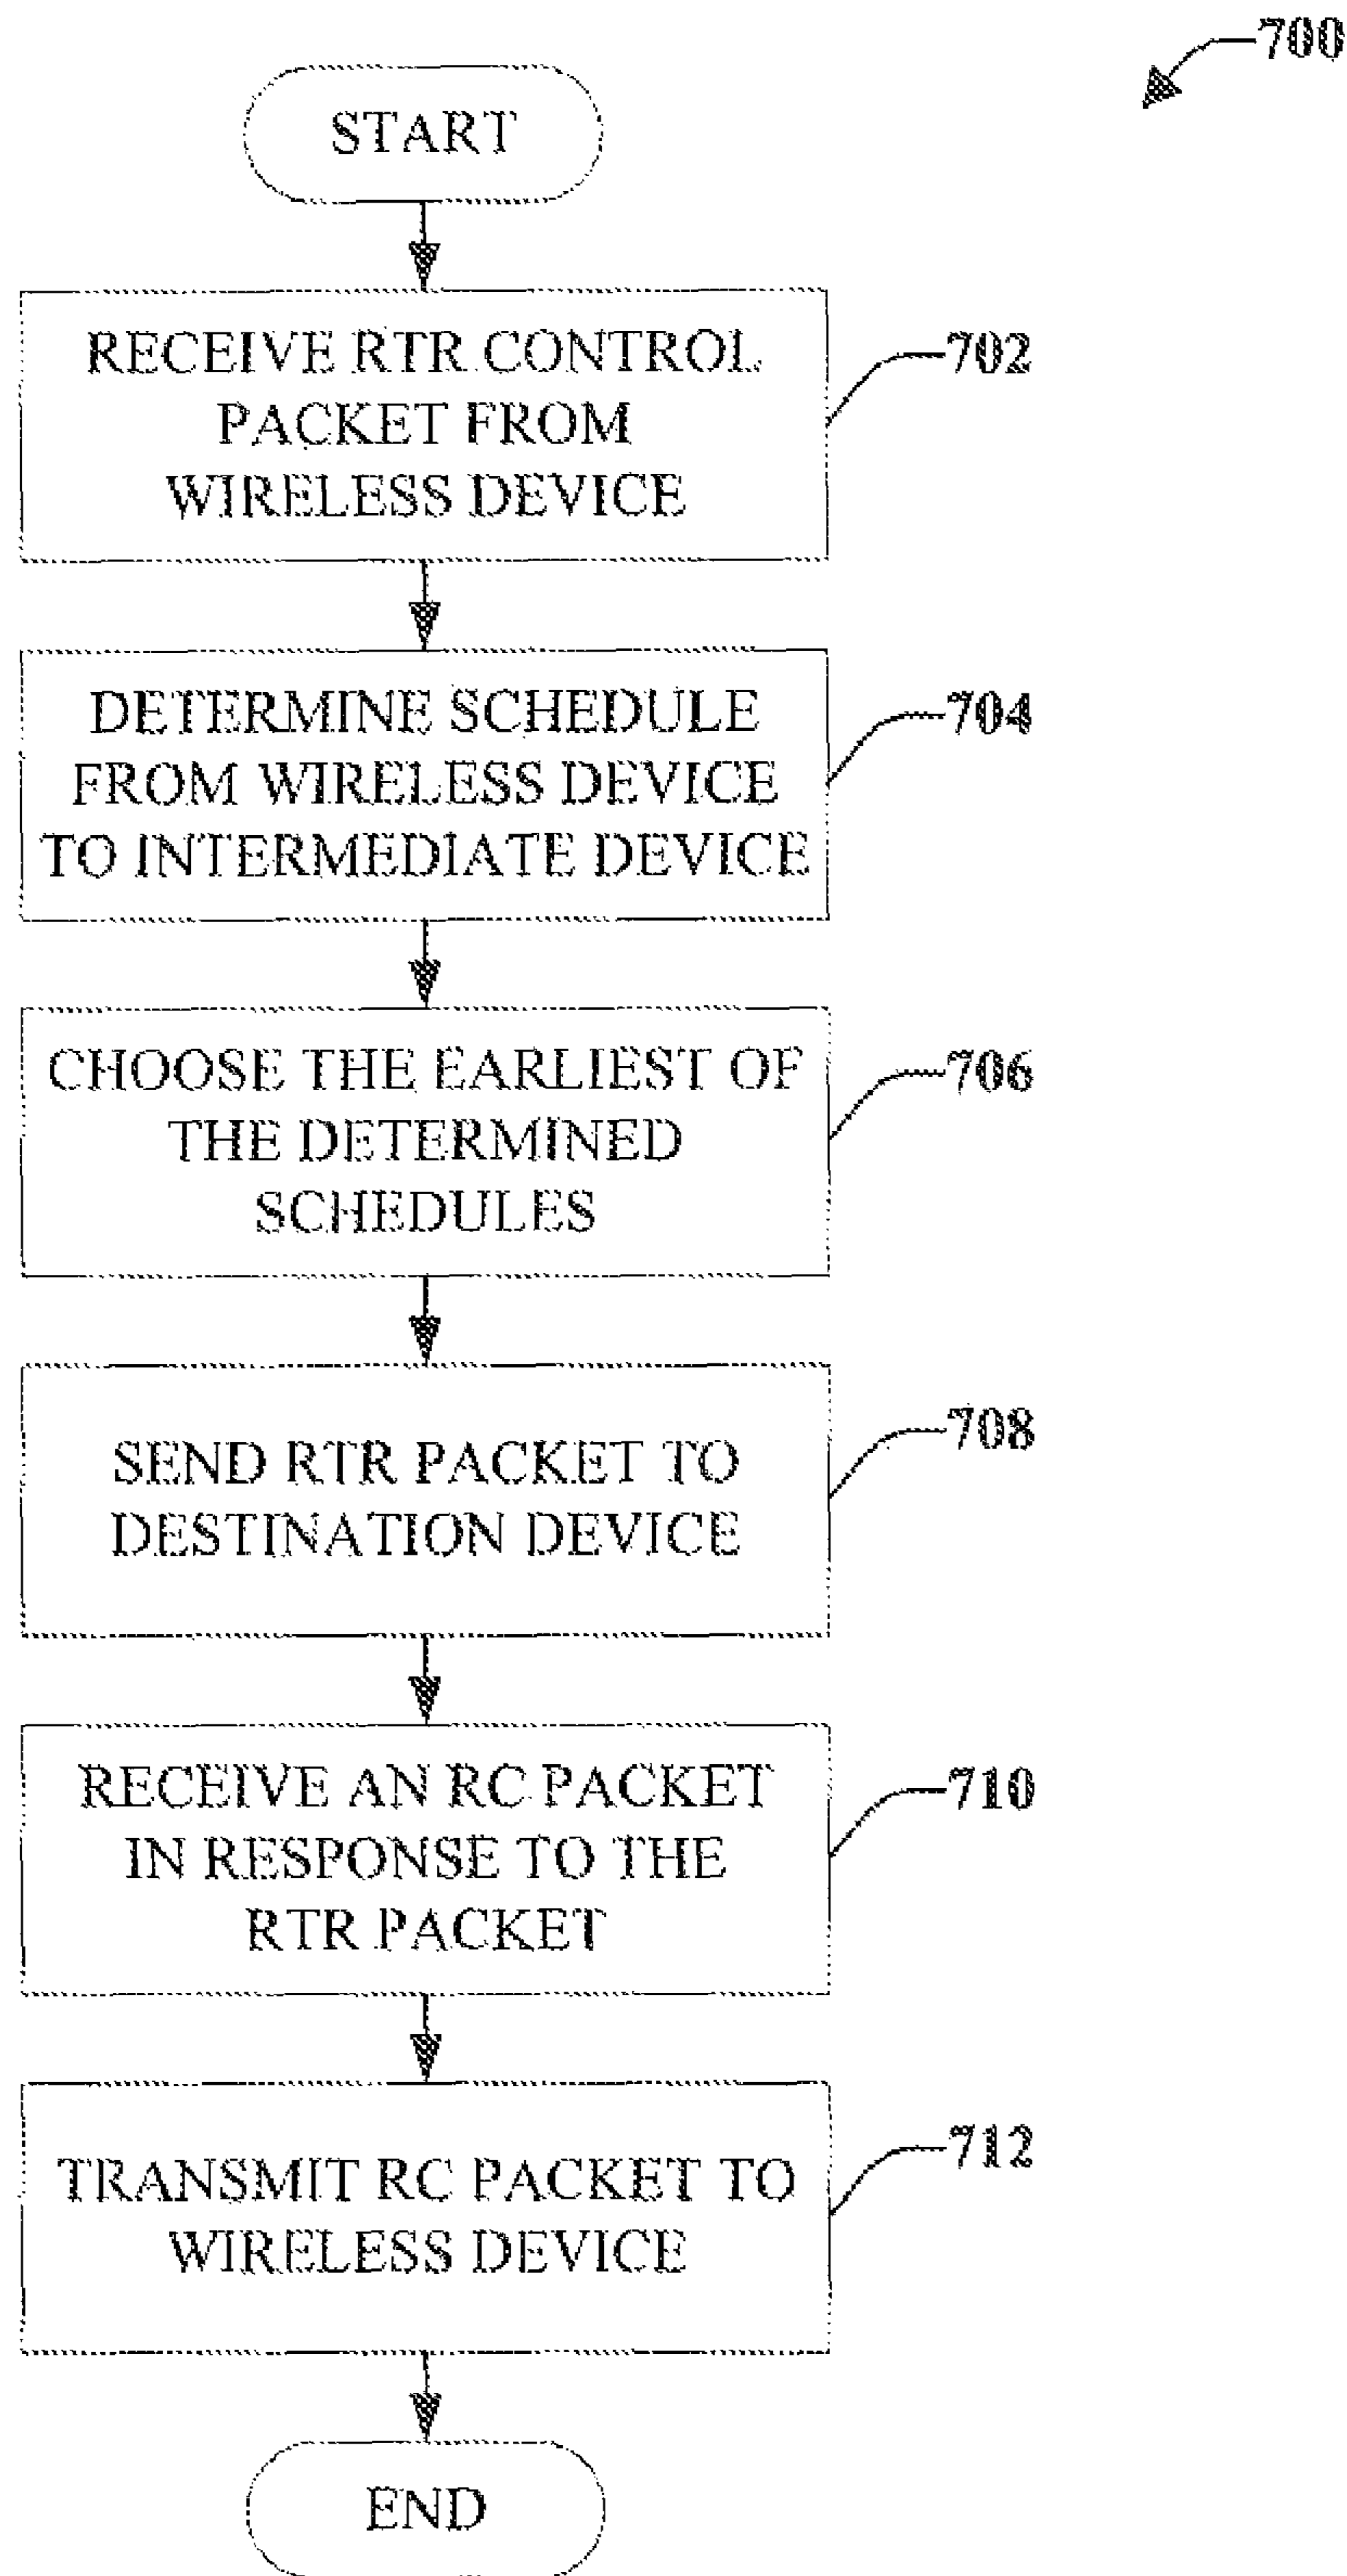 700
START
RECEIVE RTR CONTROL
PACKET FROM
WIRELESS DEVICE
702
DETERMINE SCHEDULE
FROM WIRELESS DEVICE
TO INTERMEDIATE DEVICE
704
CHOOSE THE EARLIEST OF
THE DETERMINED
SCHEDULES
706
SEND RTR PACKET TO
DESTINATION DEVICE
708
RECEIVE AN RC PACKET
IN RESPONSE TO THE
RTR PACKET
710
TRANSMIT RC PACKET TO
WIRELESS DEVICE
712
END